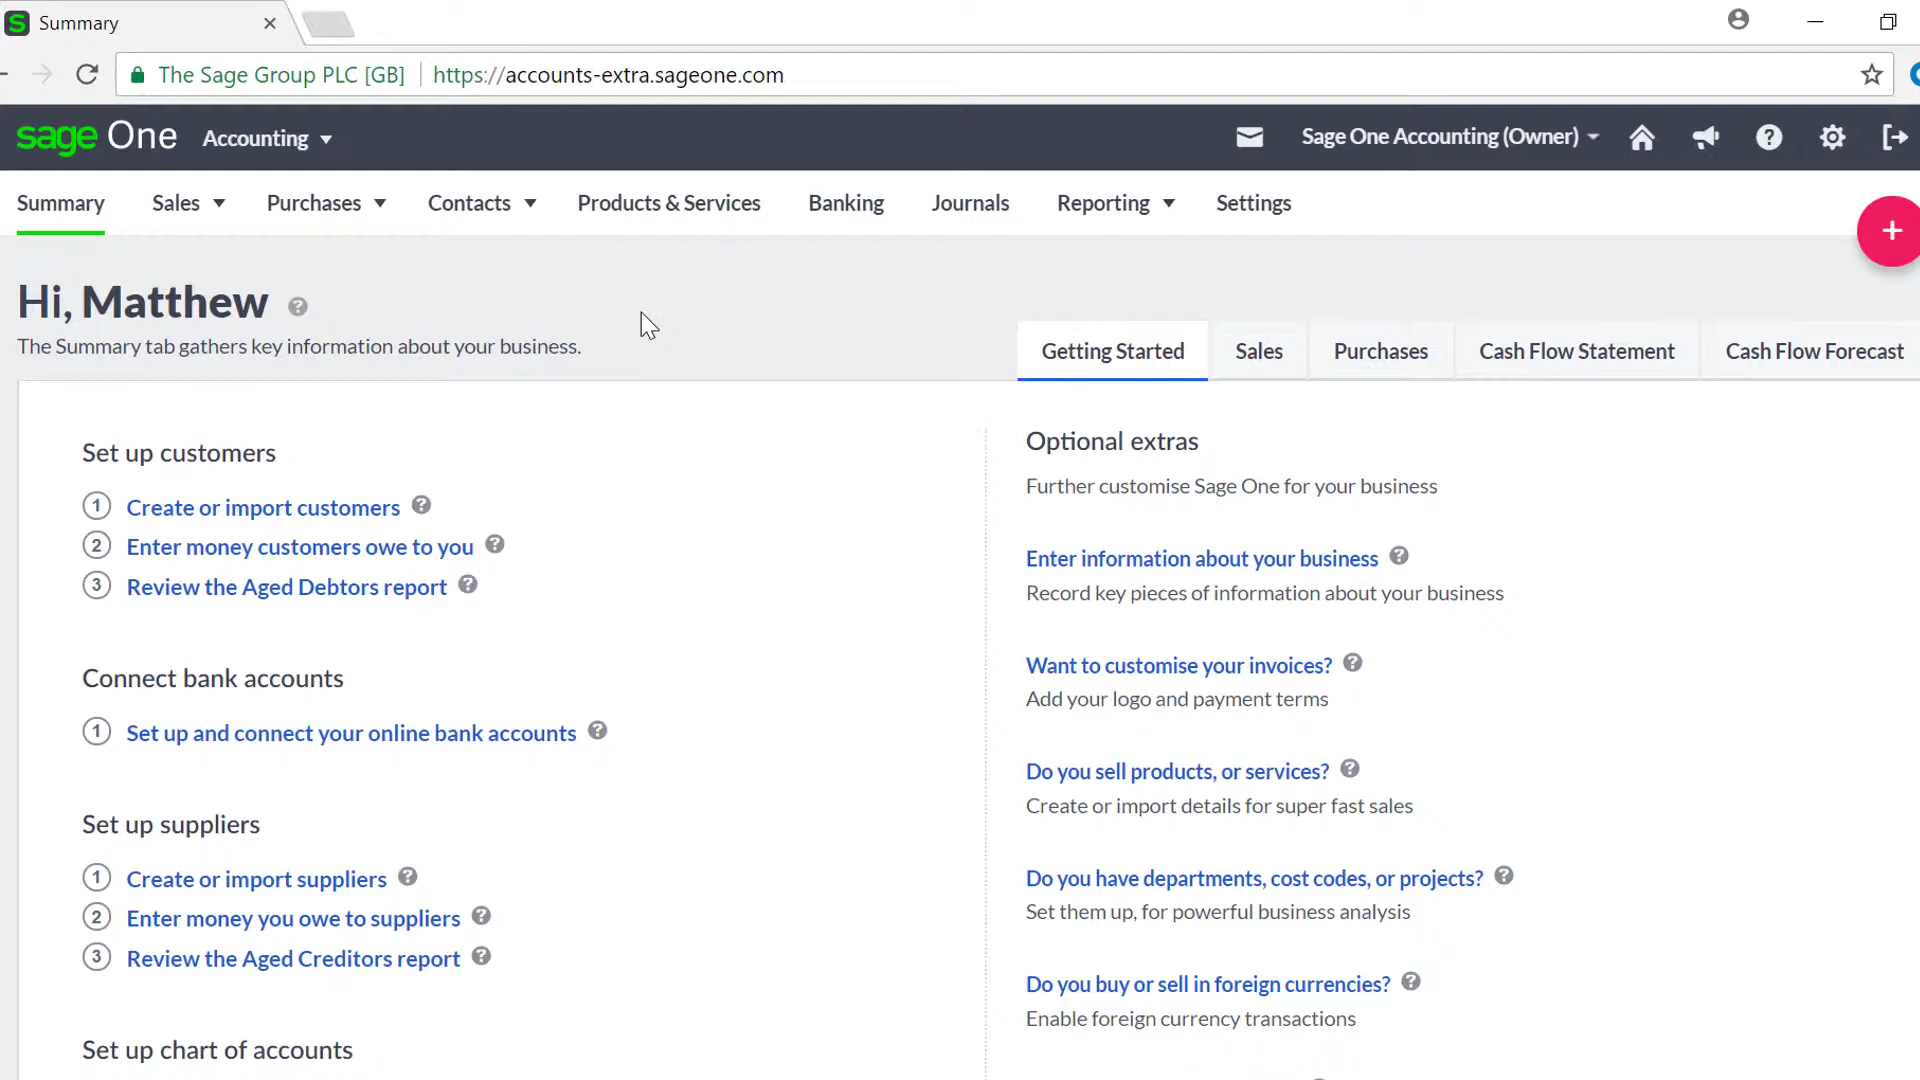 Summary
The Sage Group PLC [GB] https://accounts-extra.sageone.com
sage One Accounting Sage One Accounting (Owner)
Summary Sales Purchases Contacts Products & Services Banking Journals Reporting Settings
+
Hi, Matthew ?
The Summary tab gathers key information about your business.
Getting Started Sales Purchases Cash Flow Statement Cash Flow Forecast
Set up customers
1 Create or import customers ?
2 Enter money customers owe to you ?
3 Review the Aged Debtors report ?
Connect bank accounts
1 Set up and connect your online bank accounts ?
Set up suppliers
1 Create or import suppliers ?
2 Enter money you owe to suppliers ?
3 Review the Aged Creditors report ?
Set up chart of accounts
Optional extras
Further customise Sage One for your business
Enter information about your business ?
Record key pieces of information about your business
Want to customise your invoices? ?
Add your logo and payment terms
Do you sell products, or services? ?
Create or import details for super fast sales
Do you have departments, cost codes, or projects? ?
Set them up, for powerful business analysis
Do you buy or sell in foreign currencies? ?
Enable foreign currency transactions